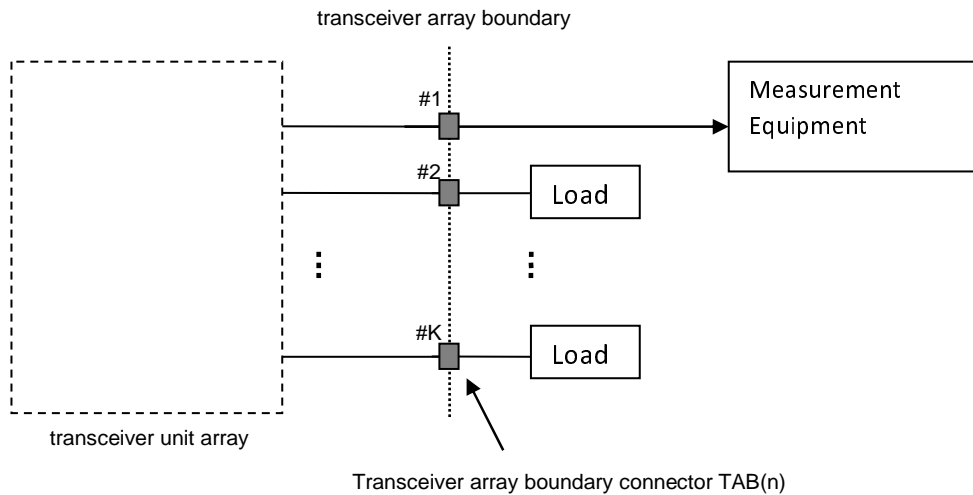 transceiver array boundary
#1
Measurement
Equipment
#2
Load
#K
Load
transceiver unit array
Transceiver array boundary connector TAB(n)